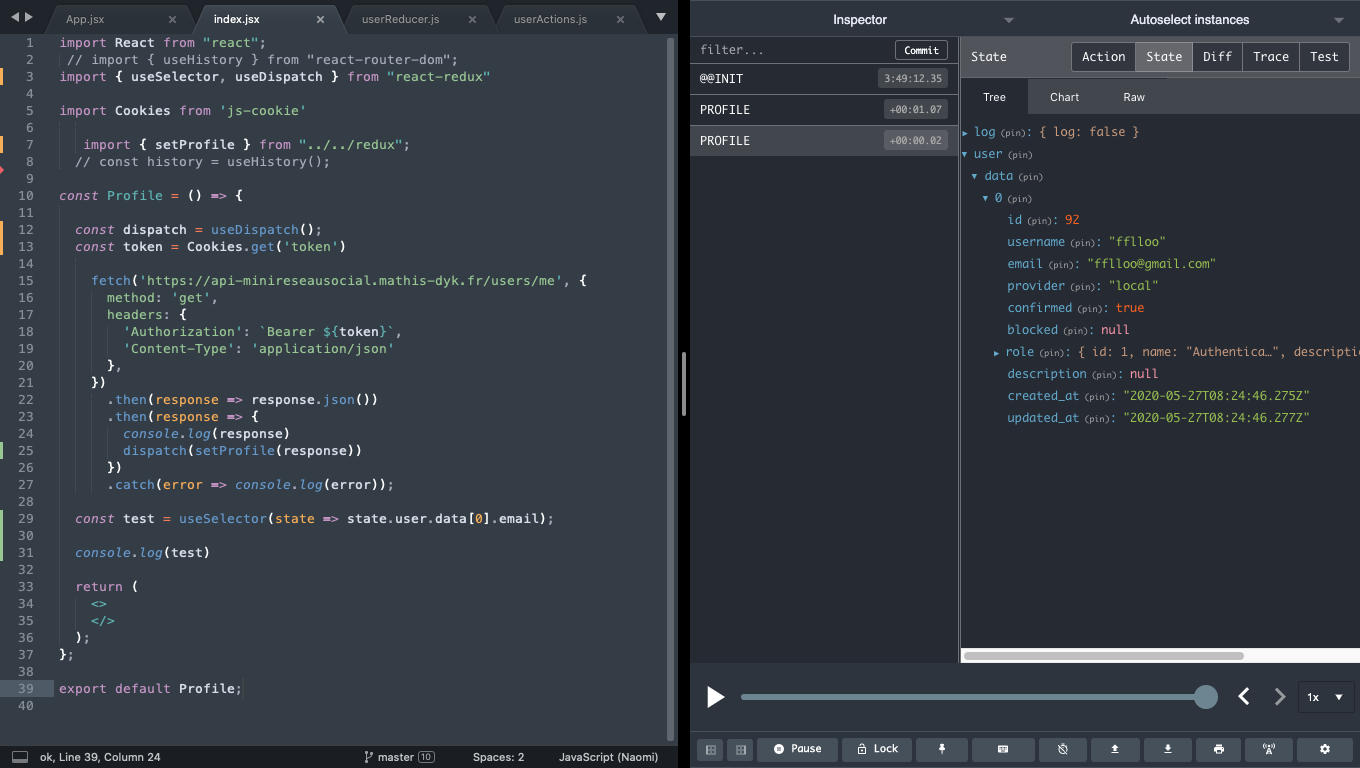 App.jsx
index.jsx
userReducer.js
userActions.js
1 import React from "react";
2 // import { useHistory } from "react-router-dom";
3 import { useSelector, useDispatch } from "react-redux"
4
5 import Cookies from 'js-cookie'
6
7 import { setProfile } from "../../redux";
8 // const history = useHistory();
9
10 const Profile = () => {
11
12 const dispatch = useDispatch();
13 const token = Cookies.get('token')
14
15 fetch('https://api-minireseausocial.mathis-dyk.fr/users/me', {
16 method: 'get',
17 headers: {
18 'Authorization': `Bearer ${token}`,
19 'Content-Type': 'application/json'
20 },
21 })
22 .then(response => response.json())
23 .then(response => {
24 console.log(response)
25 dispatch(setProfile(response))
26 })
27 .catch(error => console.log(error));
28
29 const test = useSelector(state => state.user.data[0].email);
30
31 console.log(test)
32
33 return (
34 <>
35 </>
36 );
37 };
38
39 export default Profile;
40
ok, Line 39, Column 24
master 10
Spaces: 2
JavaScript (Naomi)
Inspector
Autoselect instances
filter...
Commit
@@INIT 3:49:12.35
PROFILE +00:01.07
PROFILE +00:00.02
State
Action State Diff Trace Test
Tree Chart Raw
log (pin): { log: false }
user (pin)
data (pin)
0 (pin)
id (pin): 92
username (pin): "fflloo"
email (pin): "fflloo@gmail.com"
provider (pin): "local"
confirmed (pin): true
blocked (pin): null
role (pin): { id: 1, name: "Authentica…", descripti
description (pin): null
created_at (pin): "2020-05-27T08:24:46.275Z"
updated_at (pin): "2020-05-27T08:24:46.277Z"
1x
Pause
Lock